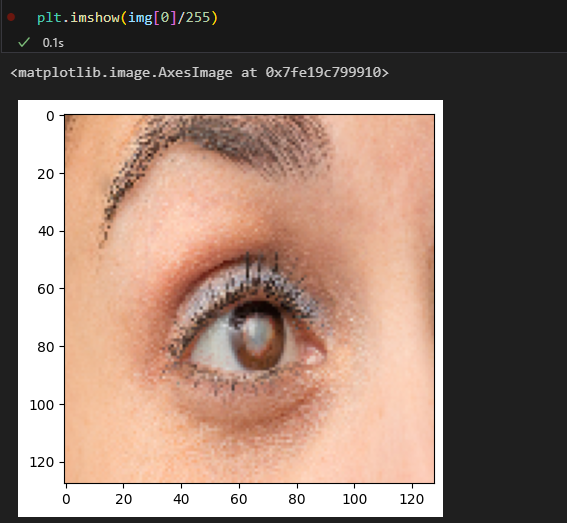 plt.imshow(img[0]/255)
0.1s
<matplotlib.image.AxesImage at 0x7fe19c799910>
0
20
40
60
80
100
120
0 20 40 60 80 100 120